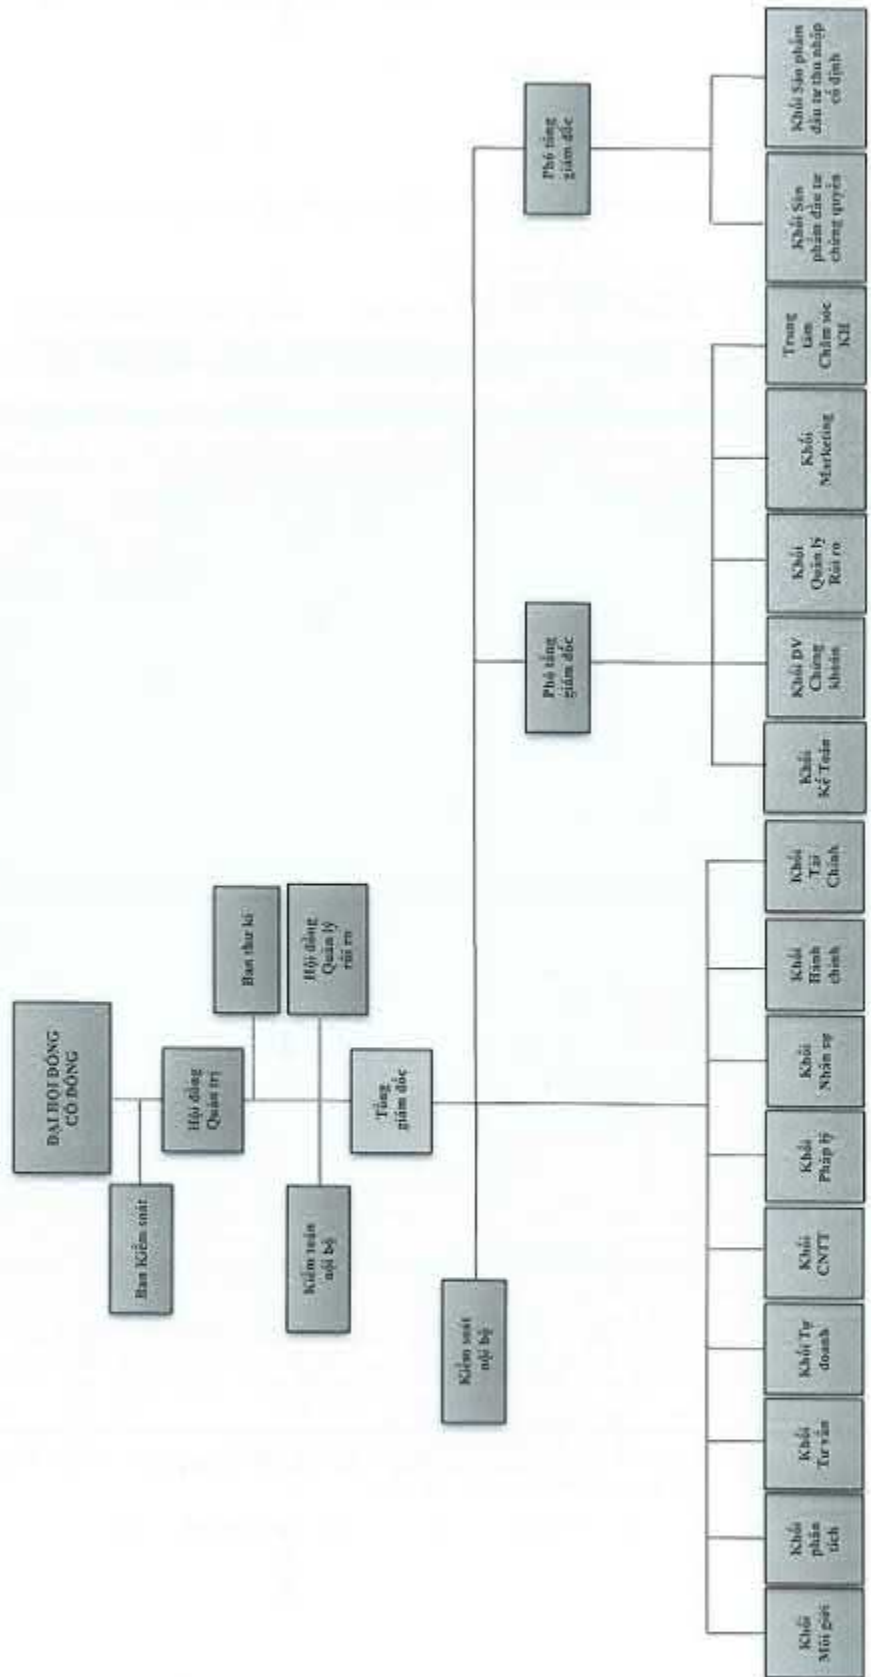 ĐẠI HỘI ĐỒNG
CỔ ĐÔNG
Ban Kiểm soát
Hội đồng
Quản trị
Ban thư kí
Kiểm toán
nội bộ
Hội đồng
Quản lý
rủi ro
Tổng
giám đốc
Kiểm soát
nội bộ
Phó tổng
giám đốc
Phó tổng
giám đốc
Khối
Môi giới
Khối
phân
tích
Khối
Tư vấn
Khối Tự
doanh
Khối
CNTT
Khối
Pháp lý
Khối
Nhân sự
Khối
Hành
chính
Khối
Tài
Chính
Khối
Kế Toán
Khối DV
Chứng
khoán
Khối
Quản lý
Rủi ro
Khối
Marketing
Trung
tâm
Chăm sóc
KH
Khối Sản
phẩm đầu tư
chứng quyền
Khối Sản phẩm
đầu tư thu nhập
cố định